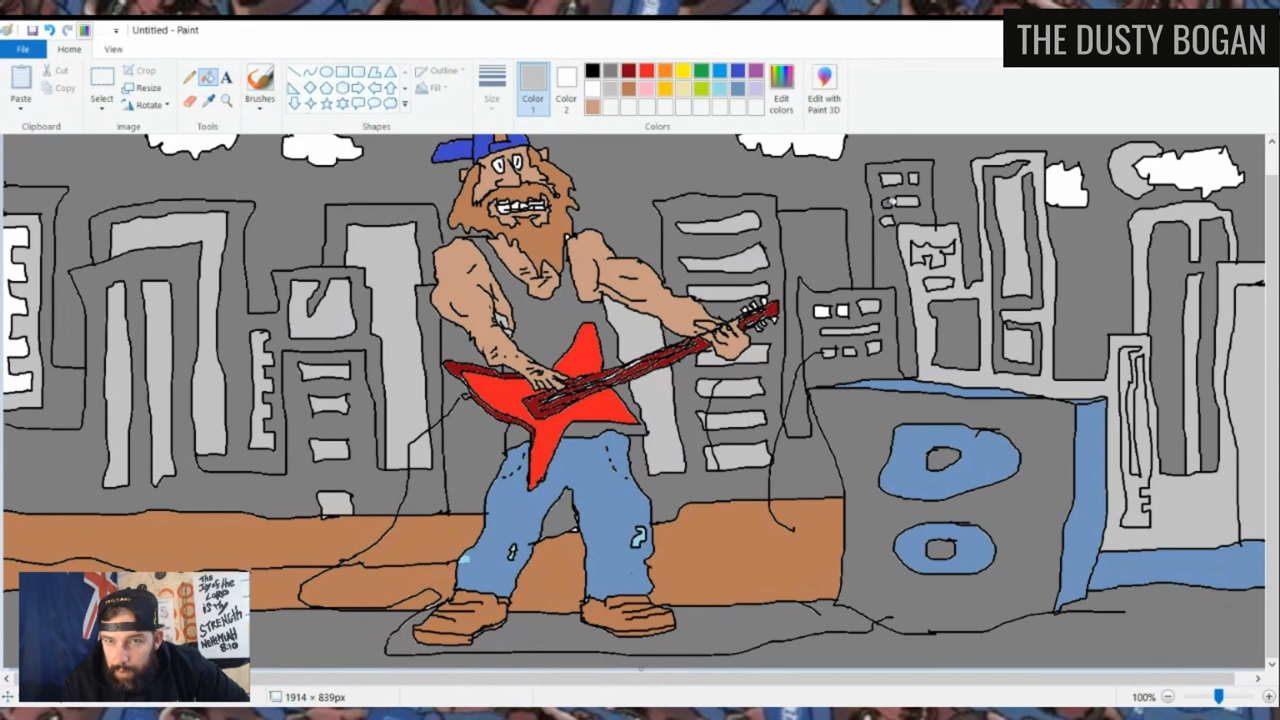 Untitled - Paint
THE DUSTY BOGAN
File
Home
View
Paste
Cut
Copy
Clipboard
Select
Crop
Resize
Rotate
Image
A
Tools
Brushes
Outline
Fill
Shapes
Size
Color
1
Color
2
Edit
colors
Colors
Edit with
Paint 3D
The
Joy of the
LORD
is my
STRENGTH
NEHEMIAH
8:10
1914 × 839px
100%